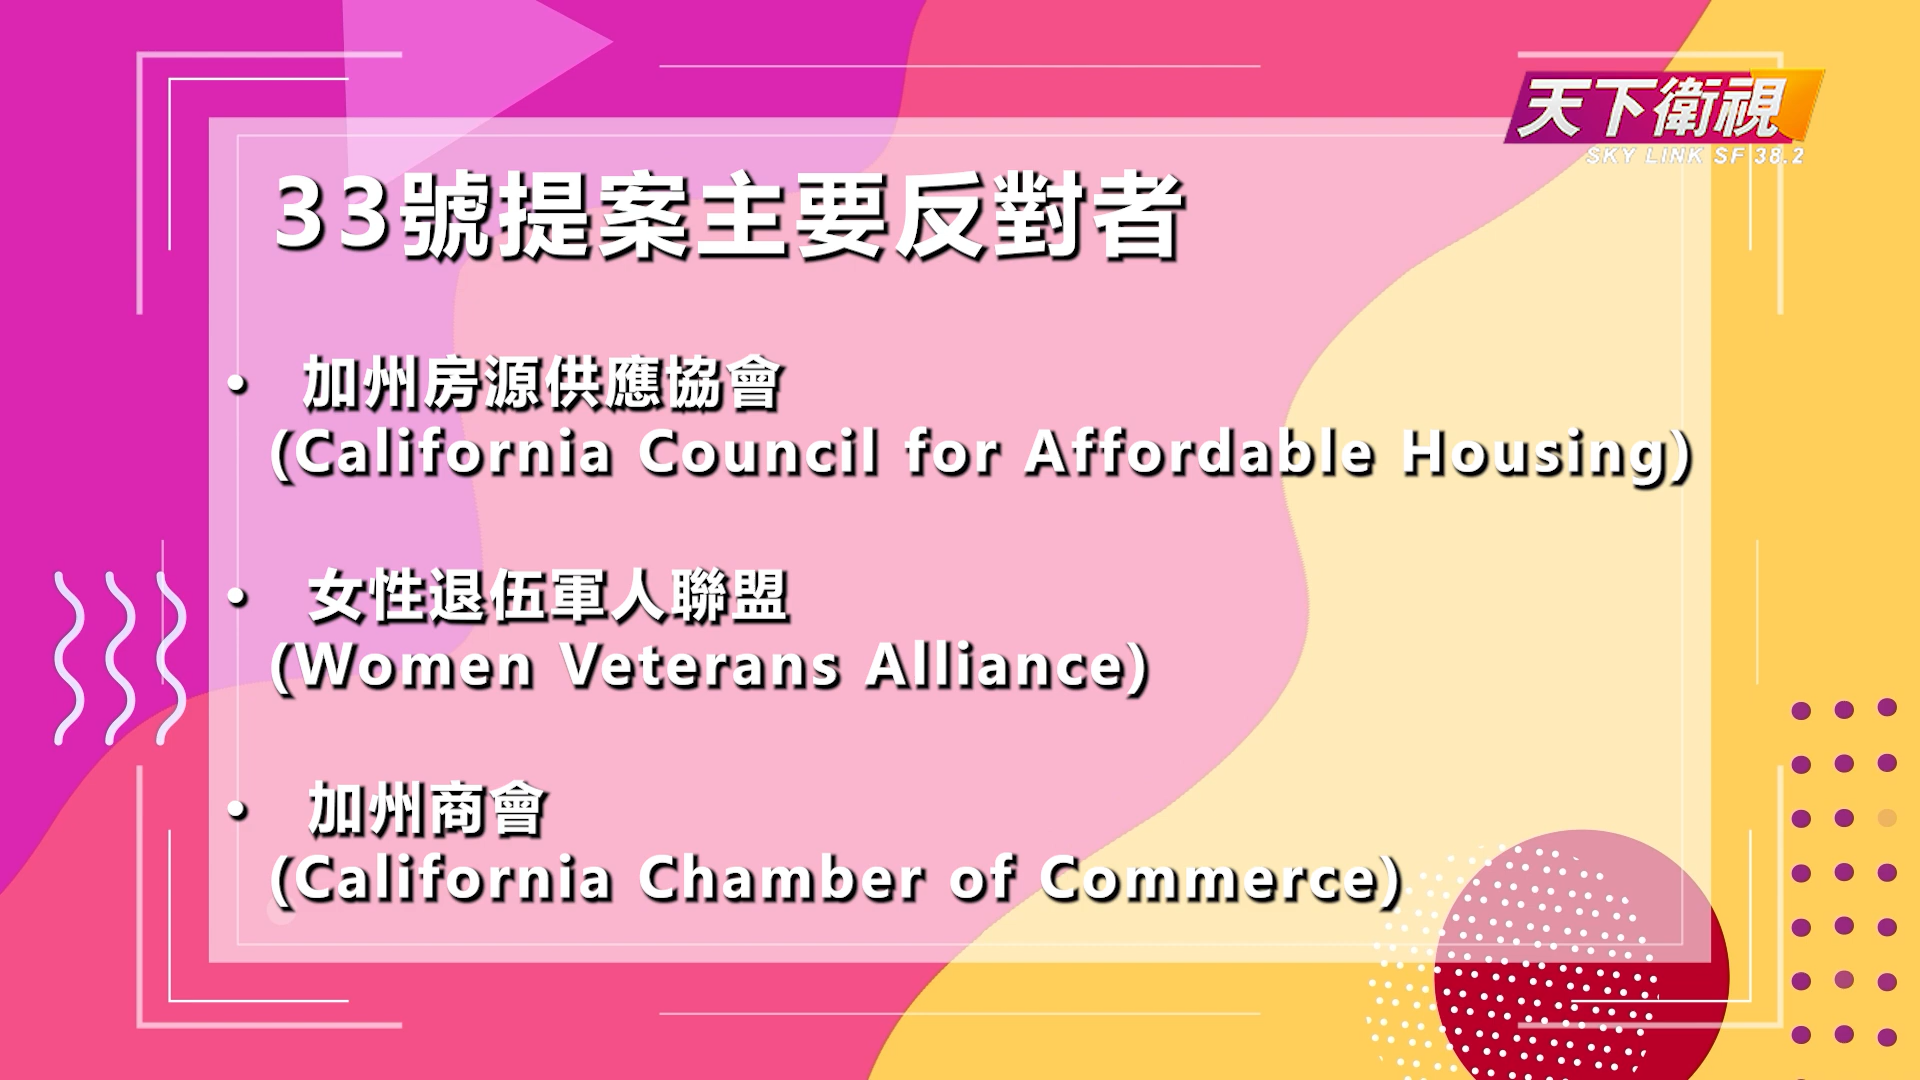 天下衛視
SKY LINK SF 38.2
33號提案主要反對者
• 加州房源供應協會
(California Council for Affordable Housing)
• 女性退伍軍人聯盟
(Women Veterans Alliance)
• 加州商會
(California Chamber of Commerce)